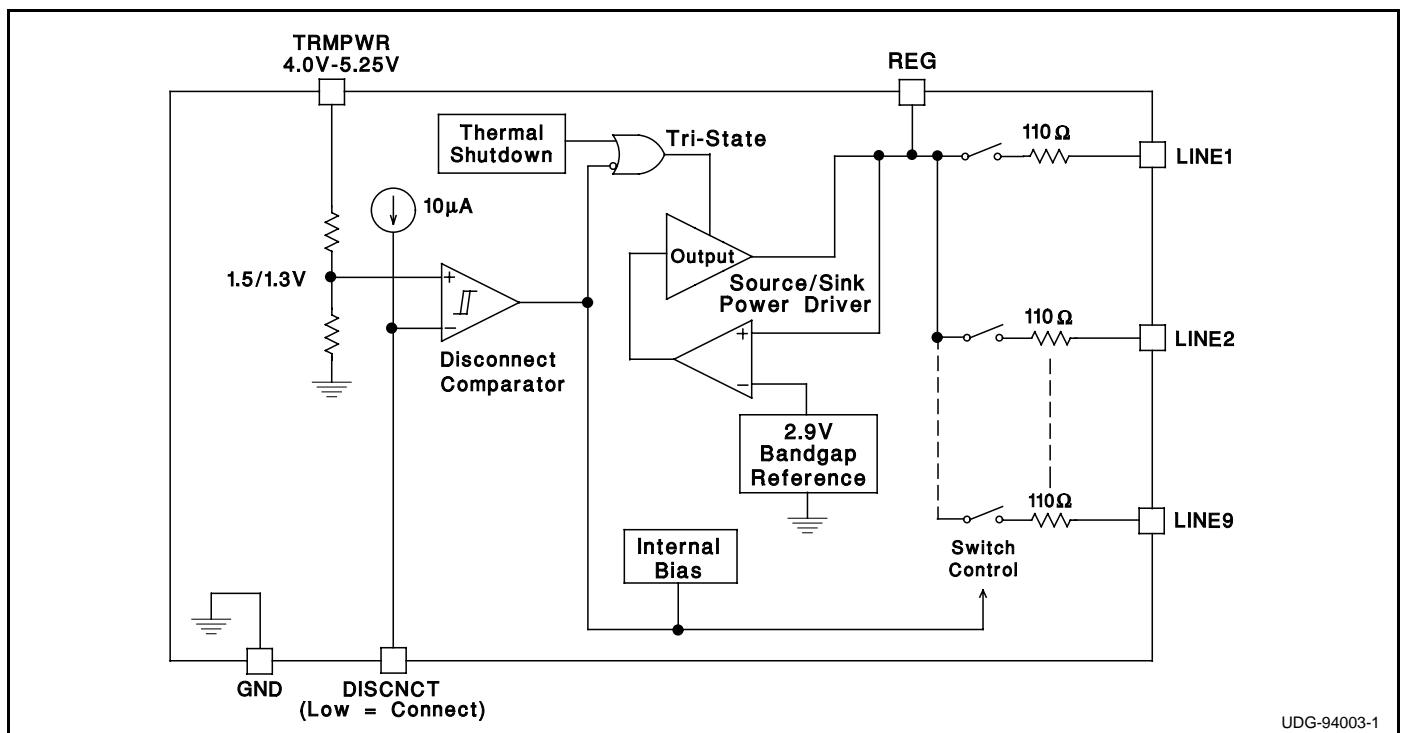 TRMPWR
4.0V-5.25V
REG
Thermal
Shutdown
Tri-State
110Ω
LINE1
10µA
Output
1.5/1.3V
+
−
Source/Sink
Power Driver
Disconnect
Comparator
110Ω
LINE2
+
−
2.9V
Bandgap
Reference
110Ω
LINE9
Internal
Bias
Switch
Control
GND
DISCNCT
(Low = Connect)
UDG-94003-1